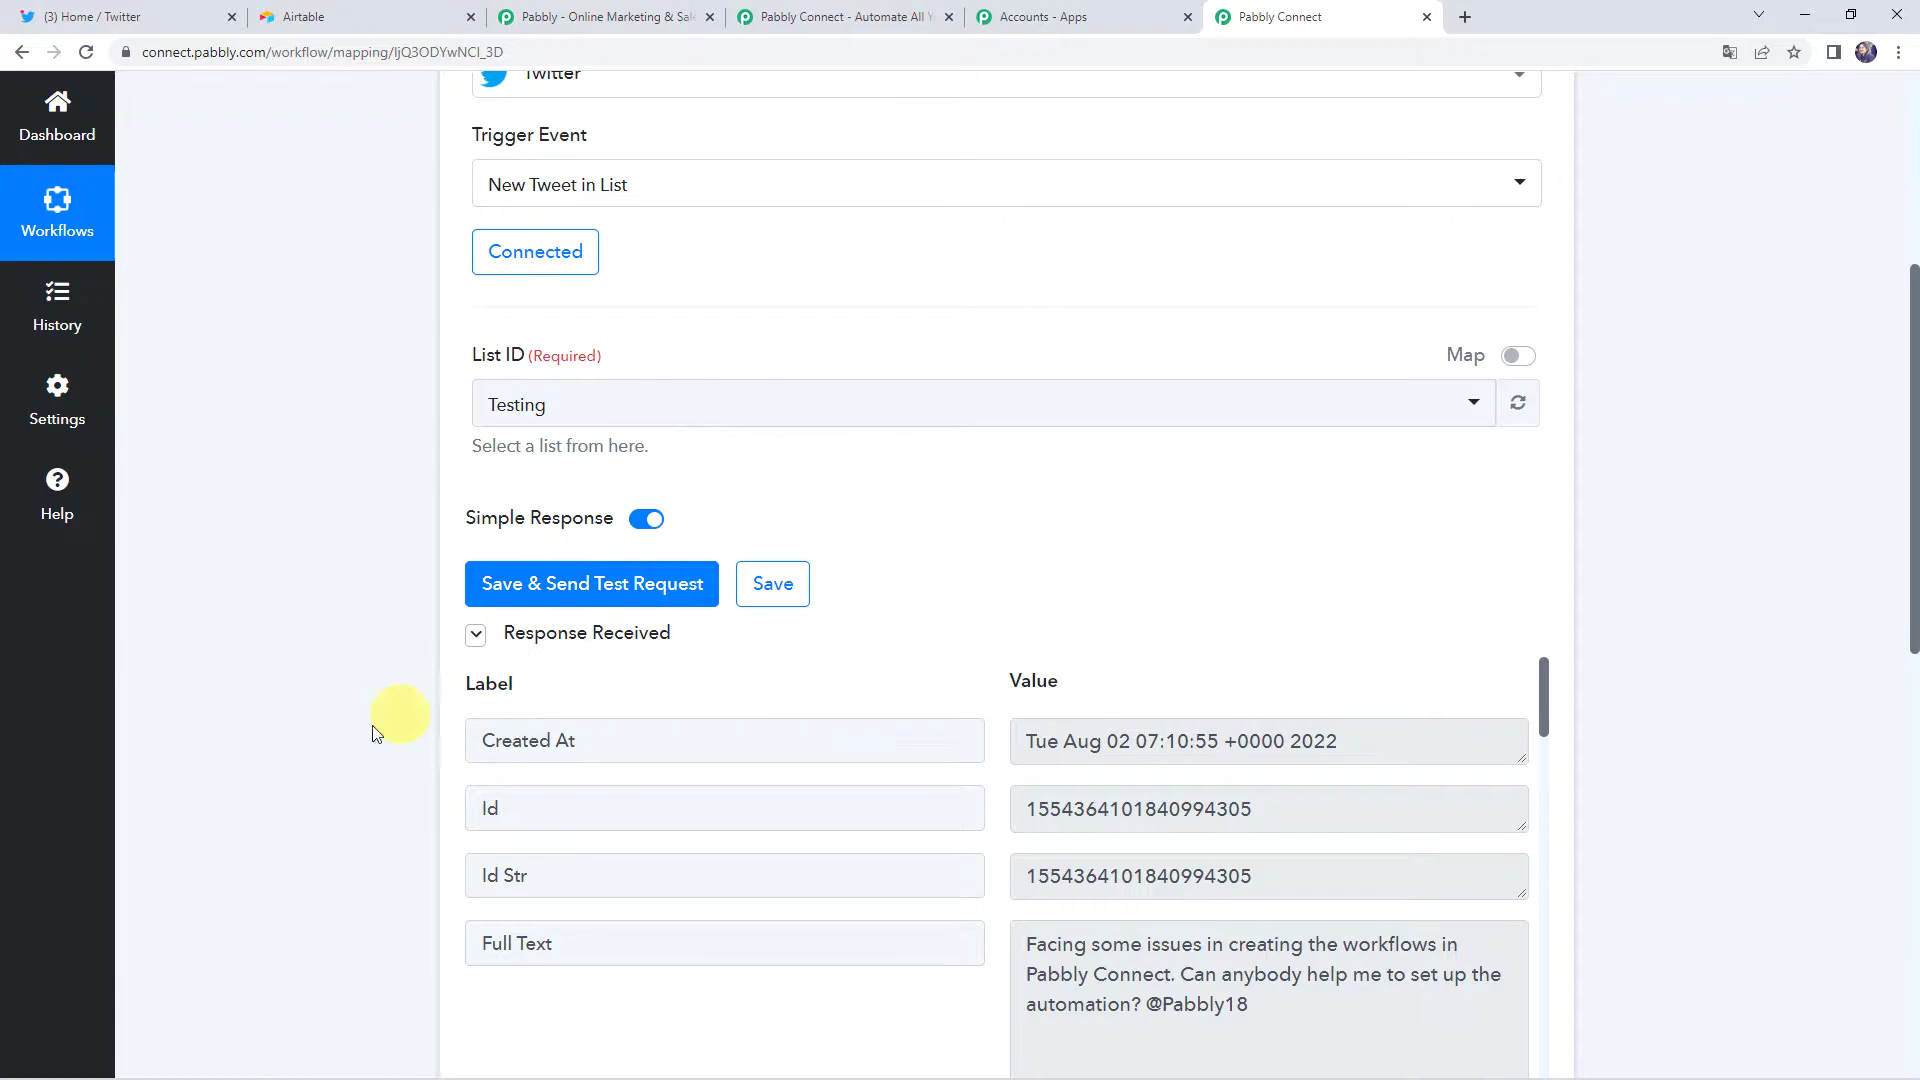 (3) Home / Twitter
Airtable
Pabbly - Online Marketing & Sal
Pabbly Connect - Automate All Y
Accounts - Apps
Pabbly Connect
connect.pabbly.com/workflow/mapping/IjQ3ODYwNCI_3D
Twitter
Dashboard
Workflows
History
Settings
Help
Trigger Event
New Tweet in List
Connected
List ID (Required)
Map
Testing
Select a list from here.
Simple Response
Save & Send Test Request
Save
Response Received
Label
Value
Created At
Tue Aug 02 07:10:55 +0000 2022
Id
1554364101840994305
Id Str
1554364101840994305
Full Text
Facing some issues in creating the workflows in
Pabbly Connect. Can anybody help me to set up the
automation? @Pabbly18